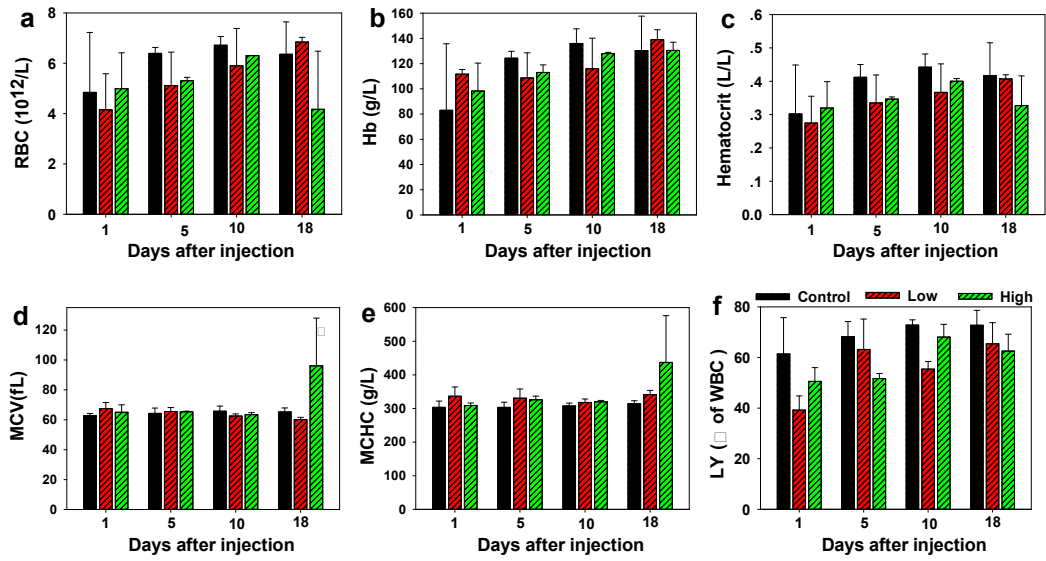 a
RBC (10¹²/L)
8
6
4
2
0
1 5 10 18
Days after injection
b
Hb (g/L)
160
140
120
100
80
60
40
20
0
1 5 10 18
Days after injection
c
Hematocrit (L/L)
.6
.5
.4
.3
.2
.1
0.0
1 5 10 18
Days after injection
d
MCV(fL)
120
100
80
60
40
20
0
□
1 5 10 18
Days after injection
e
MCHC (g/L)
600
500
400
300
200
100
0
1 5 10 18
Days after injection
f
Control Low High
LY (□ of WBC)
80
60
40
20
0
1 5 10 18
Days after injection